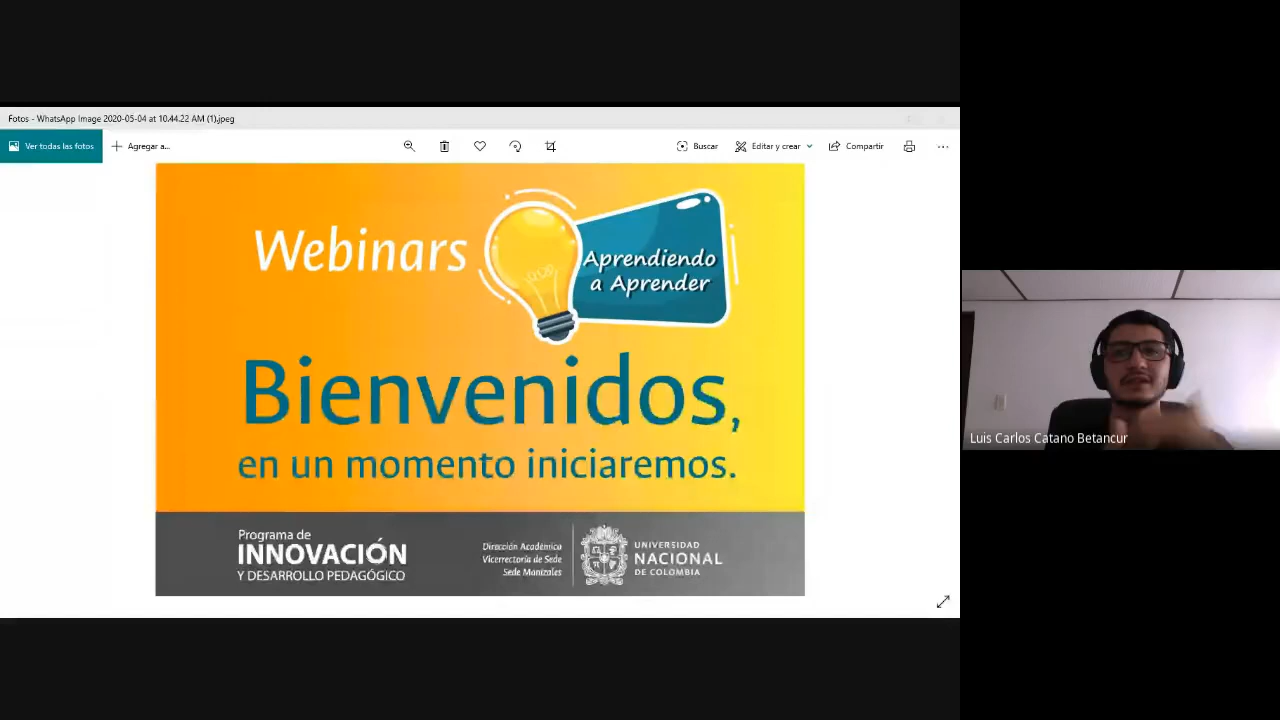 Fotos - WhatsApp Image 2020-05-04 at 10.44.22 AM (1).jpeg
Ver todas las fotos
Agregar a...
Buscar
Editar y crear
Compartir
Webinars
Aprendiendo
a Aprender
Bienvenidos,
en un momento iniciaremos.
Programa de
INNOVACIÓN
Y DESARROLLO PEDAGÓGICO
Dirección Académica
Vicerrectoría de Sede
Sede Manizales
UNIVERSIDAD
NACIONAL
DE COLOMBIA
Luis Carlos Catano Betancur